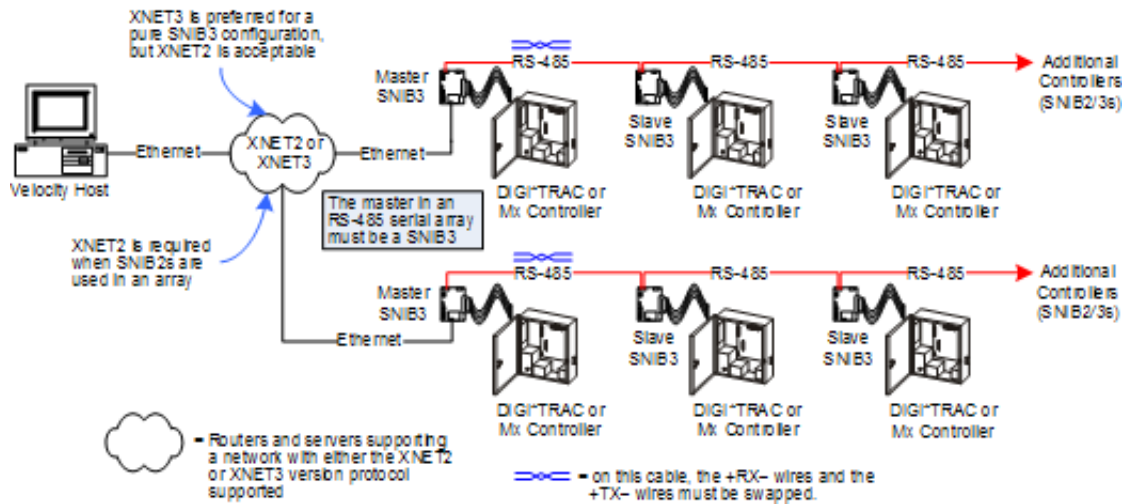 XNET3 is preferred for a
pure SNIB3 configuration,
but XNET2 is acceptable
Master
SNIB3
RS-485
RS-485
RS-485
Additional
Controllers
(SNIB2/3s)
Slave
SNIB3
Slave
SNIB3
Ethernet
XNET2 or
XNET3
Ethernet
Velocity Host
DIGI*TRAC or
Mx Controller
DIGI*TRAC or
Mx Controller
DIGI*TRAC or
Mx Controller
The master in an
RS-485 serial array
must be a SNIB3
XNET2 is required
when SNIB2s are
used in an array
Master
SNIB3
RS-485
RS-485
RS-485
Additional
Controllers
(SNIB2/3s)
Ethernet
Slave
SNIB3
Slave
SNIB3
DIGI*TRAC or
Mx Controller
DIGI*TRAC or
Mx Controller
DIGI*TRAC or
Mx Controller
= Routers and servers supporting
a network with either the XNET2
or XNET3 version protocol
supported
= on this cable, the +RX– wires and the
+TX– wires must be swapped.